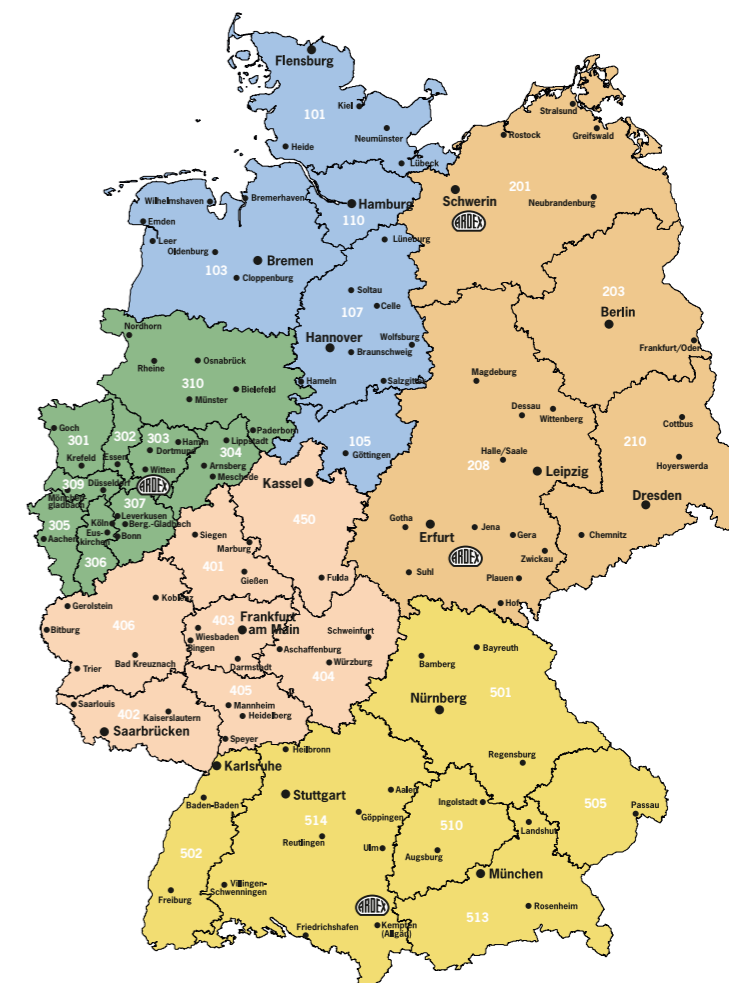 Flensburg
Kiel
101
Neumünster
Heide
Lübeck
Stralsund
Rostock
Greifswald
201
Schwerin
Neubrandenburg
ARDEX
Wilhelmshaven
Bremerhaven
Hamburg
110
Emden
Leer
Oldenburg
Bremen
103
Cloppenburg
Lüneburg
Soltau
Celle
107
Hannover
Wolfsburg
Braunschweig
Hameln
Salzgitter
203
Berlin
Frankfurt/Oder
Nordhorn
Rheine
Osnabrück
310
Bielefeld
Münster
Magdeburg
Dessau
Wittenberg
Cottbus
210
Hoyerswerda
Dresden
Goch
301
Krefeld
302
Essen
303
Hamm
Dortmund
Witten
Paderborn
Lippstadt
304
Arnsberg
Meschede
105
Göttingen
Halle/Saale
208
Leipzig
309
Mönchen-
gladbach
Düsseldorf
ARDEX
307
Leverkusen
Köln
Berg.-Gladbach
305
Aachen
Eus-
kirchen
Bonn
306
Kassel
450
Siegen
Marburg
401
Gießen
Fulda
Gotha
Erfurt
Jena
Gera
Chemnitz
Zwickau
ARDEX
Suhl
Plauen
Hof
Gerolstein
Koblenz
406
Bitburg
Trier
Bad Kreuznach
403
Frankfurt
am Main
Wiesbaden
Bingen
Darmstadt
Schweinfurt
Aschaffenburg
Würzburg
404
405
Mannheim
Heidelberg
Speyer
Saarlouis
402
Kaiserslautern
Saarbrücken
Bayreuth
Bamberg
501
Nürnberg
Regensburg
Heilbronn
Karlsruhe
Baden-Baden
Stuttgart
514
Aalen
Göppingen
Reutlingen
Ulm
502
Villingen-
Schwenningen
Freiburg
Ingolstadt
510
Augsburg
505
Passau
Landshut
München
ARDEX
Friedrichshafen
Kempten
(Allgäu)
513
Rosenheim